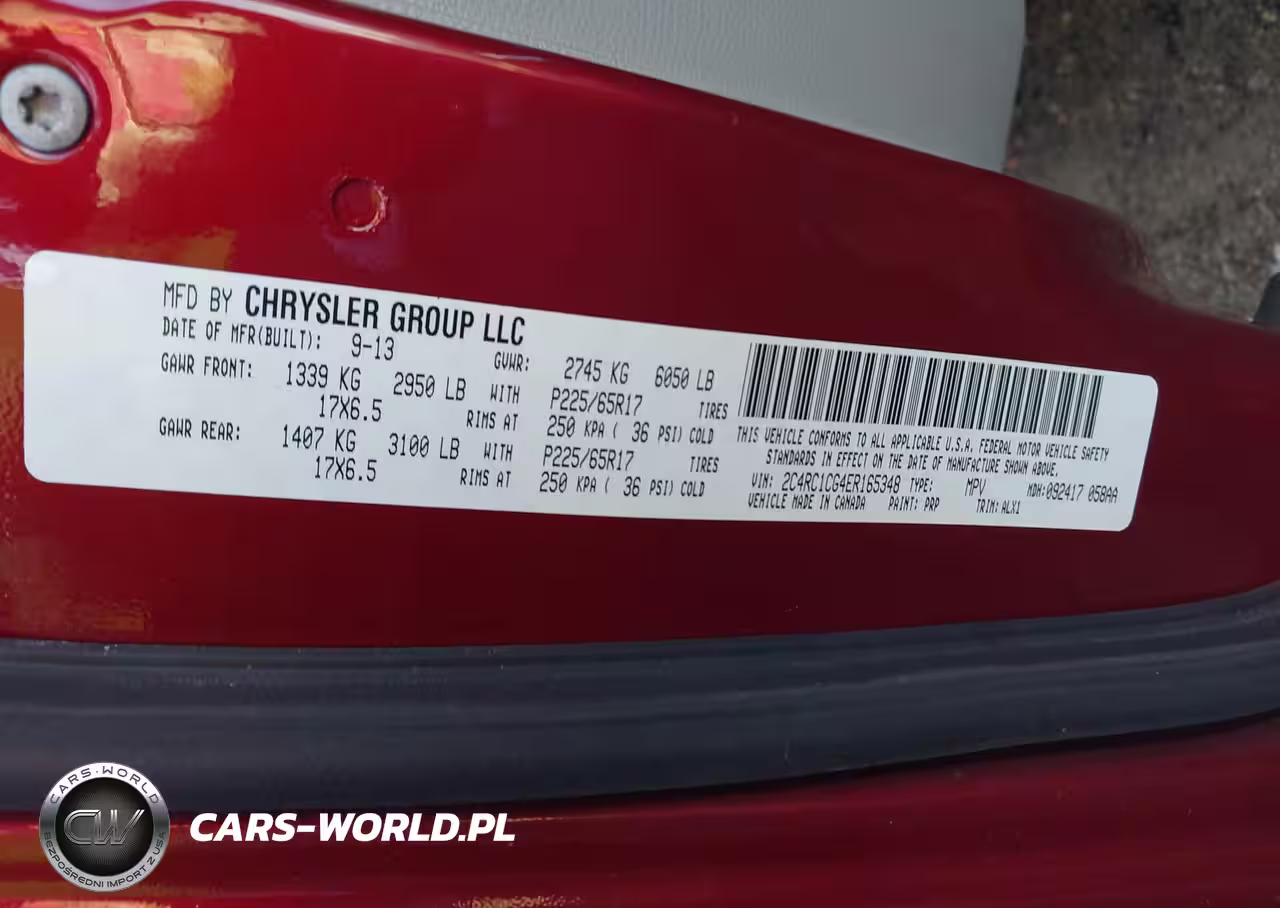 MFD BY CHRYSLER GROUP LLC
DATE OF MFR(BUILT): 9-13 GVWR: 2745 KG 6050 LB
GAWR FRONT: 1339 KG 2950 LB WITH P225/65R17 TIRES
17X6.5 RIMS AT 250 KPA ( 36 PSI) COLD
GAWR REAR: 1407 KG 3100 LB WITH P225/65R17 TIRES
17X6.5 RIMS AT 250 KPA ( 36 PSI) COLD
THIS VEHICLE CONFORMS TO ALL APPLICABLE U.S.A. FEDERAL MOTOR VEHICLE SAFETY
STANDARDS IN EFFECT ON THE DATE OF MANUFACTURE SHOWN ABOVE.
VIN: 2C4RC1CG4ER165348 TYPE: MPV MDH:092417 058AA
VEHICLE MADE IN CANADA PAINT: PRP TRIM: ALX1
CARS-WORLD
CW
BEZPOŚREDNI IMPORT Z USA
CARS-WORLD.PL